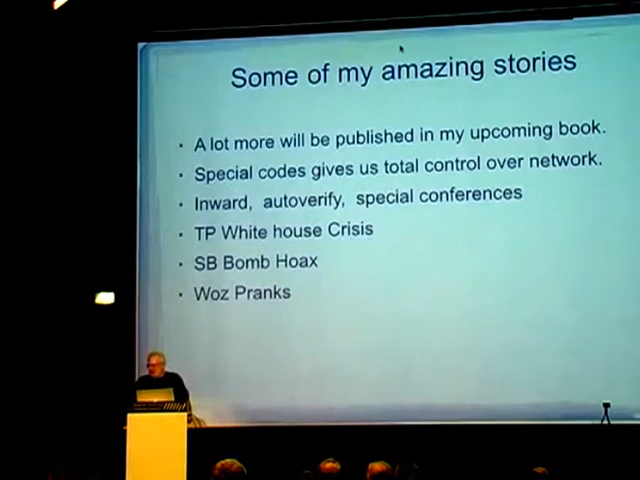 Some of my amazing stories
A lot more will be published in my upcoming book.
Special codes gives us total control over network.
Inward, autoverify, special conferences
TP White house Crisis
SB Bomb Hoax
Woz Pranks